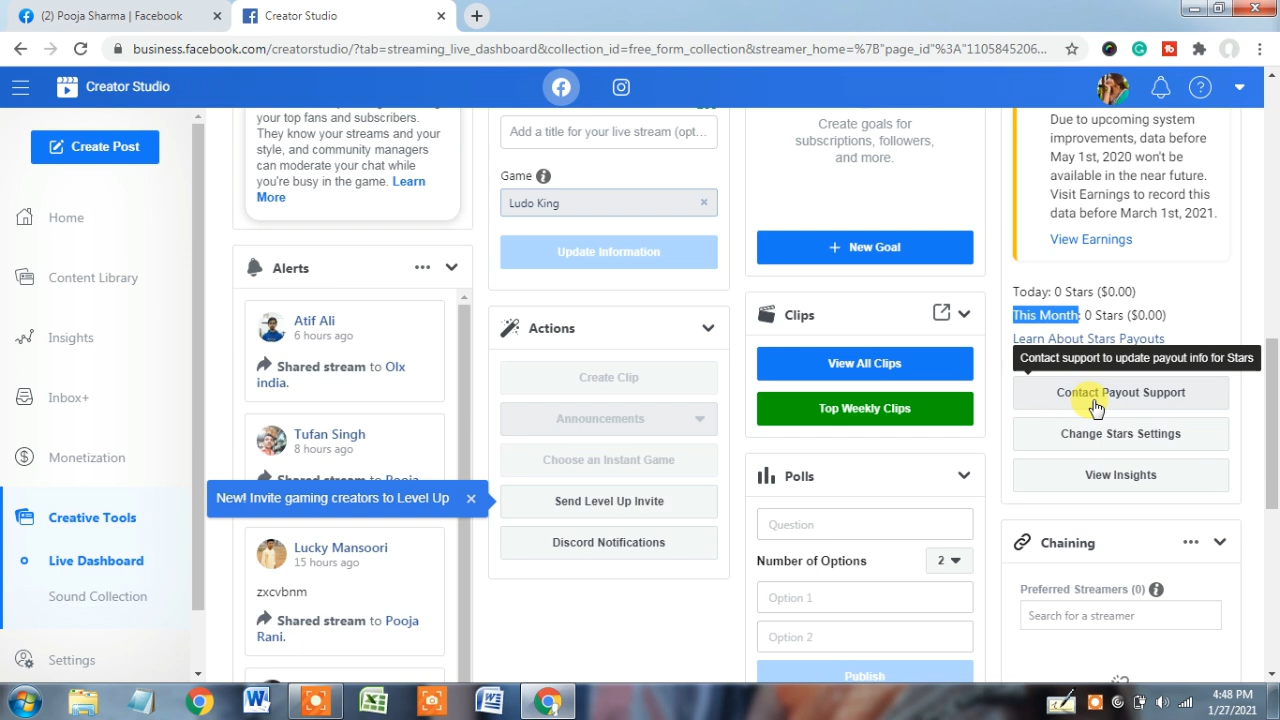 (2) Pooja Sharma | Facebook
Creator Studio
business.facebook.com/creatorstudio/?tab=streaming_live_dashboard&collection_id=free_form_collection&streamer_home=%7B"page_id"%3A"1105845206...
Creator Studio
Create Post
Home
Content Library
Insights
Inbox+
Monetization
Creative Tools
Live Dashboard
Sound Collection
Settings
your top fans and subscribers.
They know your streams and your
style, and community managers
can moderate your chat while
you're busy in the game. Learn
More
Alerts
Atif Ali
6 hours ago
Shared stream to Olx
india.
Tufan Singh
8 hours ago
Shared stream to Pooja
New! Invite gaming creators to Level Up
Lucky Mansoori
15 hours ago
zxcvbnm
Shared stream to Pooja
Rani.
Add a title for your live stream (opt...
Game
Ludo King
Update Information
Actions
Create Clip
Announcements
Choose an Instant Game
Send Level Up Invite
Discord Notifications
Create goals for
subscriptions, followers,
and more.
+ New Goal
Clips
View All Clips
Top Weekly Clips
Polls
Question
Number of Options
2
Option 1
Option 2
Publish
Due to upcoming system
improvements, data before
May 1st, 2020 won't be
available in the near future.
Visit Earnings to record this
data before March 1st, 2021.
View Earnings
Today: 0 Stars ($0.00)
This Month: 0 Stars ($0.00)
Learn About Stars Payouts
Contact support to update payout info for Stars
Contact Payout Support
Change Stars Settings
View Insights
Chaining
Preferred Streamers (0)
Search for a streamer
4:48 PM
1/27/2021